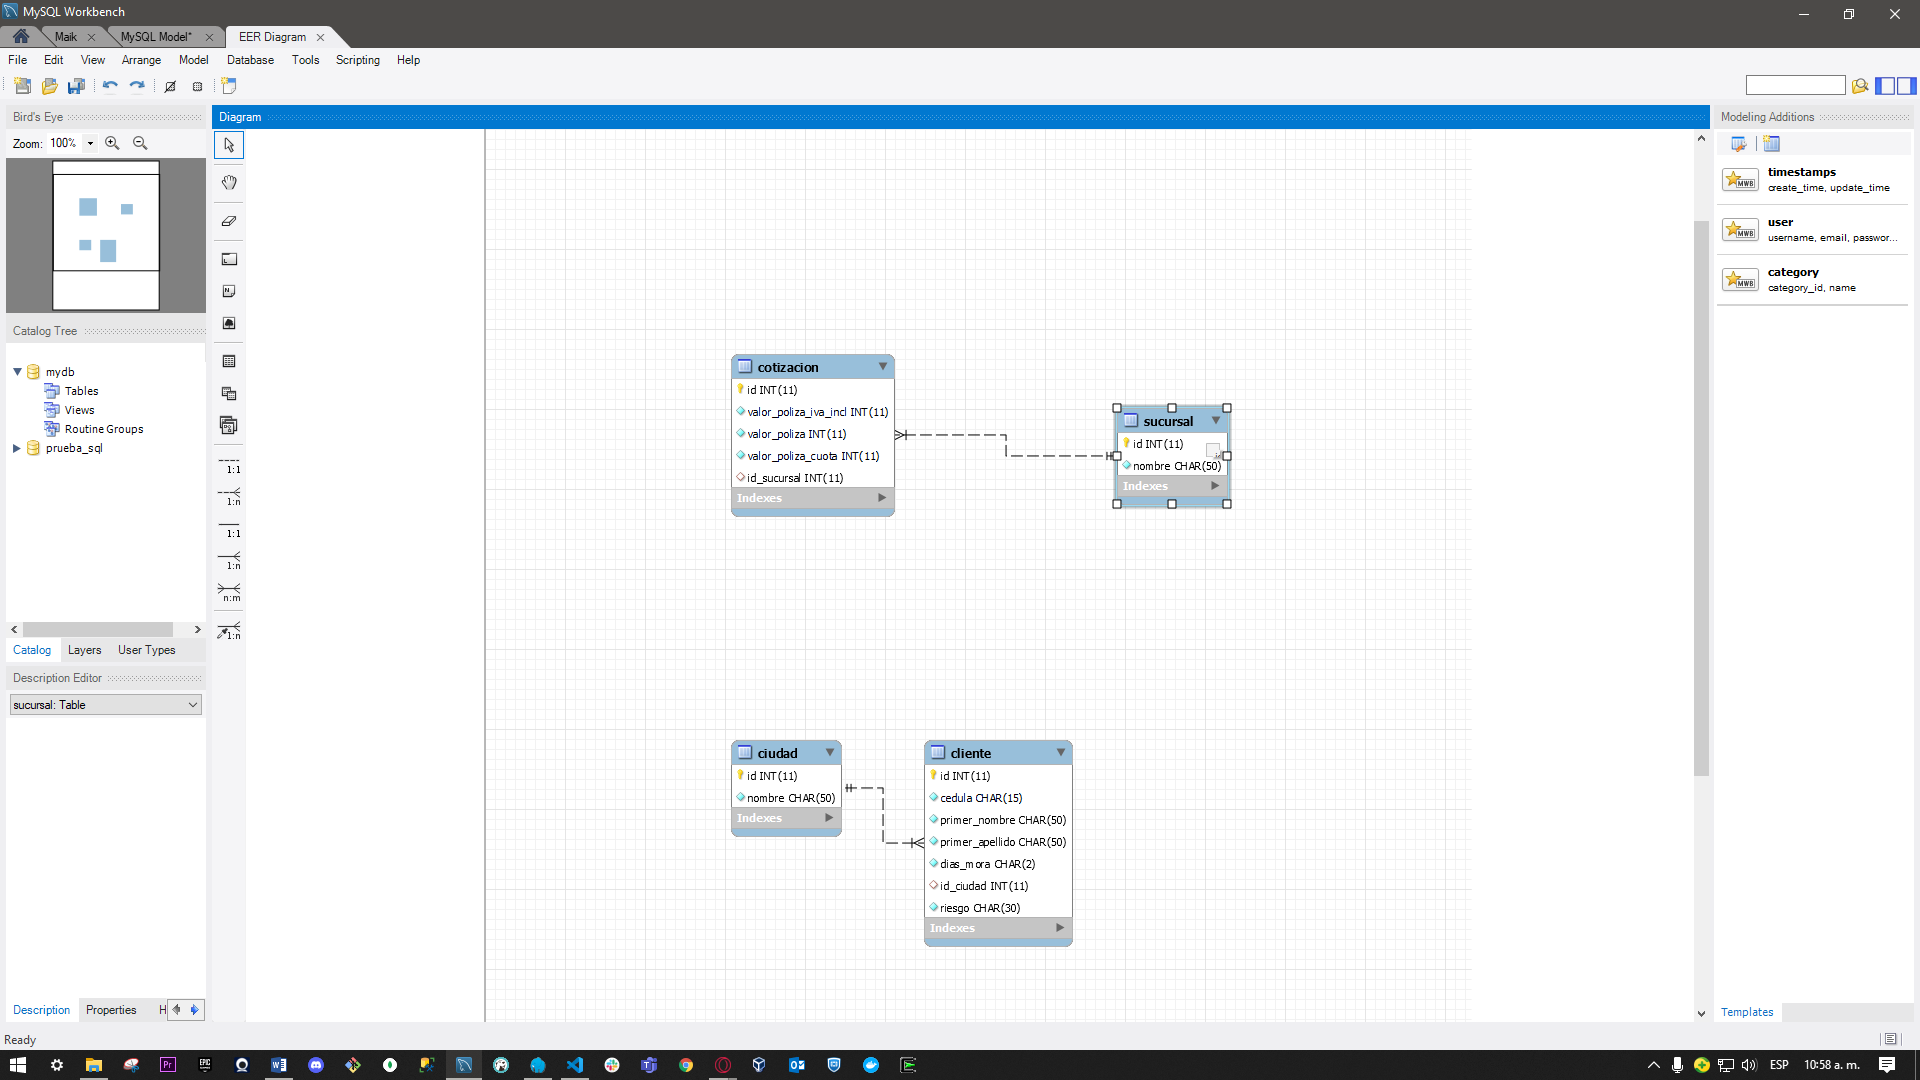 MySQL Workbench
Maik
MySQL Model*
EER Diagram
File
Edit
View
Arrange
Model
Database
Tools
Scripting
Help
Bird's Eye
Zoom: 100%
Catalog Tree
mydb
Tables
Views
Routine Groups
prueba_sql
Catalog
Layers
User Types
Description Editor
sucursal: Table
Description
Properties
H
Diagram
1:1
1:n
1:1
1:n
n:m
1:n
cotizacion
id INT(11)
valor_poliza_iva_incl INT(11)
valor_poliza INT(11)
valor_poliza_cuota INT(11)
id_sucursal INT(11)
Indexes
sucursal
id INT(11)
nombre CHAR(50)
Indexes
ciudad
id INT(11)
nombre CHAR(50)
Indexes
cliente
id INT(11)
cedula CHAR(15)
primer_nombre CHAR(50)
primer_apellido CHAR(50)
dias_mora CHAR(2)
id_ciudad INT(11)
riesgo CHAR(30)
Indexes
Modeling Additions
MWB
timestamps
create_time, update_time
MWB
user
username, email, passwor...
MWB
category
category_id, name
Templates
Ready
Pr
EPIC
ESP
10:58 a. m.